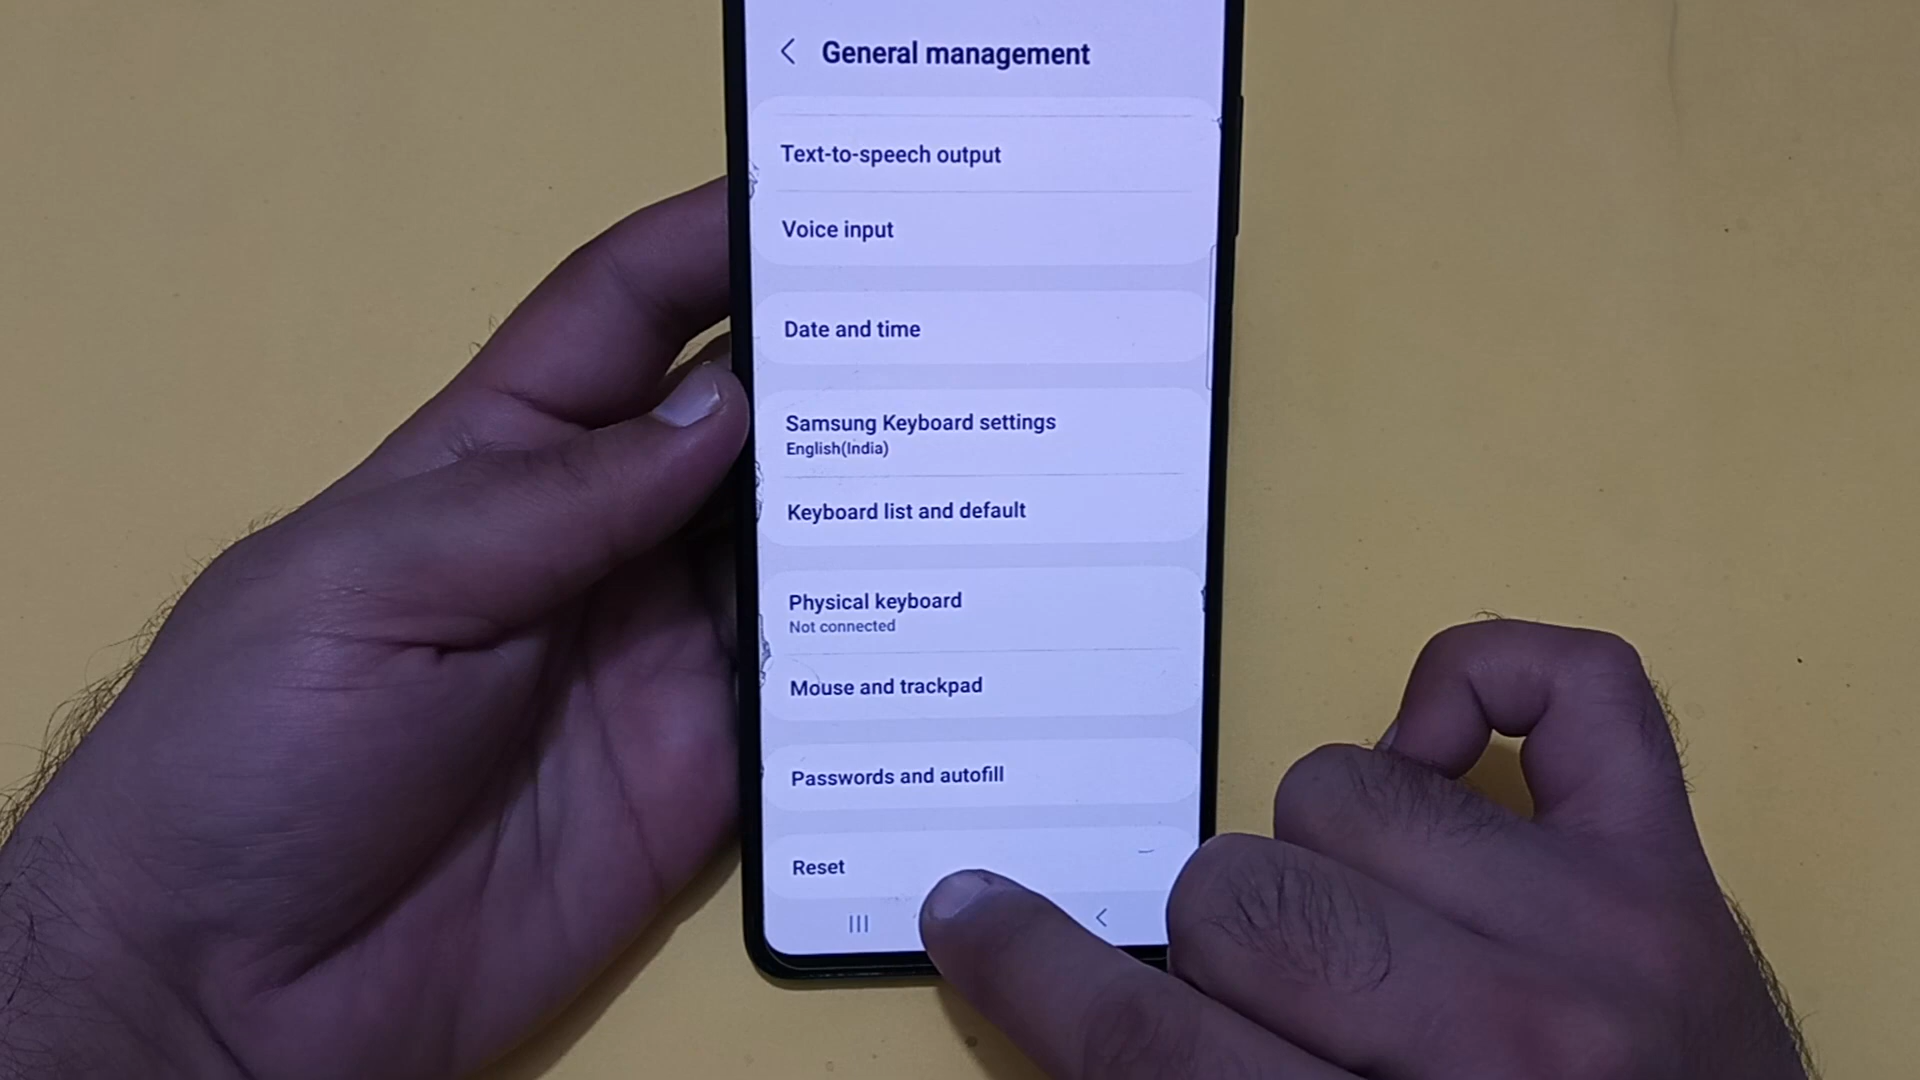 General management
Text-to-speech output
Voice input
Date and time
Samsung Keyboard settings
English(India)
Keyboard list and default
Physical keyboard
Not connected
Mouse and trackpad
Passwords and autofill
Reset